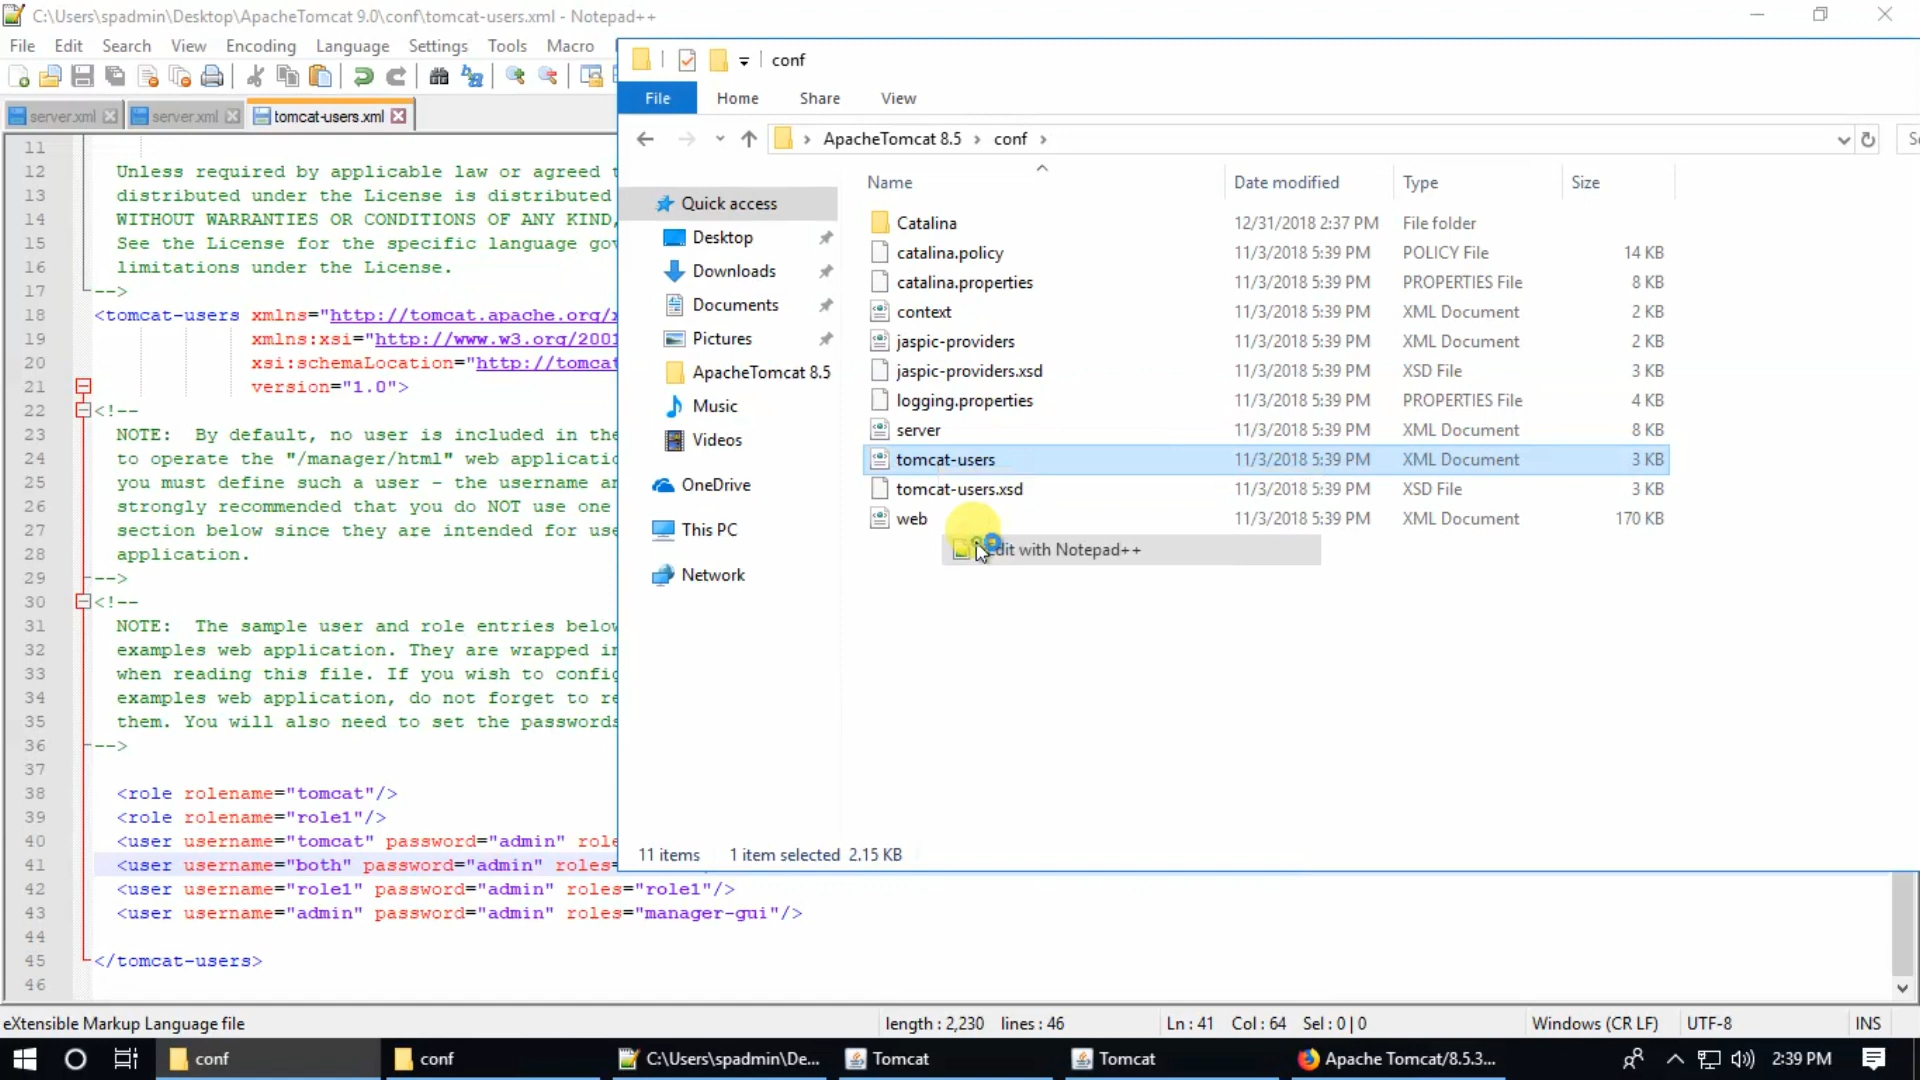 C:\Users\spadmin\Desktop\ApacheTomcat 9.0\conf\tomcat-users.xml - Notepad++
File Edit Search View Encoding Language Settings Tools Macro
server.xml server.xml tomcat-users.xml
11
12 Unless required by applicable law or agreed
13 distributed under the License is distributed
14 WITHOUT WARRANTIES OR CONDITIONS OF ANY KIND,
15 See the License for the specific language
16 limitations under the License.
17 -->
18 <tomcat-users xmlns="http://tomcat.apache.org/
19 xmlns:xsi="http://www.w3.org/2001
20 xsi:schemaLocation="http://tomcat
21 version="1.0">
22 <!--
23 NOTE: By default, no user is included in the
24 to operate the "/manager/html" web
25 you must define such a user - the username
26 strongly recommended that you do NOT use one
27 section below since they are intended for use
28 application.
29 -->
30 <!--
31 NOTE: The sample user and role entries
32 examples web application. They are wrapped
33 when reading this file. If you wish to
34 examples web application, do not forget to
35 them. You will also need to set the passwords
36 -->
37
38 <role rolename="tomcat"/>
39 <role rolename="role1"/>
40 <user username="tomcat" password="admin"
41 <user username="both" password="admin" roles=
42 <user username="role1" password="admin" roles="role1"/>
43 <user username="admin" password="admin" roles="manager-gui"/>
44
45 </tomcat-users>
46
conf
File Home Share View
ApacheTomcat 8.5 conf
Quick access
Desktop
Downloads
Documents
Pictures
ApacheTomcat 8.5
Music
Videos
OneDrive
This PC
Network
Name Date modified Type Size
Catalina 12/31/2018 2:37 PM File folder
catalina.policy 11/3/2018 5:39 PM POLICY File 14 KB
catalina.properties 11/3/2018 5:39 PM PROPERTIES File 8 KB
context 11/3/2018 5:39 PM XML Document 2 KB
jaspic-providers 11/3/2018 5:39 PM XML Document 2 KB
jaspic-providers.xsd 11/3/2018 5:39 PM XSD File 3 KB
logging.properties 11/3/2018 5:39 PM PROPERTIES File 4 KB
server 11/3/2018 5:39 PM XML Document 8 KB
tomcat-users 11/3/2018 5:39 PM XML Document 3 KB
tomcat-users.xsd 11/3/2018 5:39 PM XSD File 3 KB
web 11/3/2018 5:39 PM XML Document 170 KB
Edit with Notepad++
11 items 1 item selected 2.15 KB
eXtensible Markup Language file length : 2,230 lines : 46 Ln : 41 Col : 64 Sel : 0 | 0 Windows (CR LF) UTF-8 INS
conf conf C:\Users\spadmin\De... Tomcat Tomcat Apache Tomcat/8.5.3... 2:39 PM